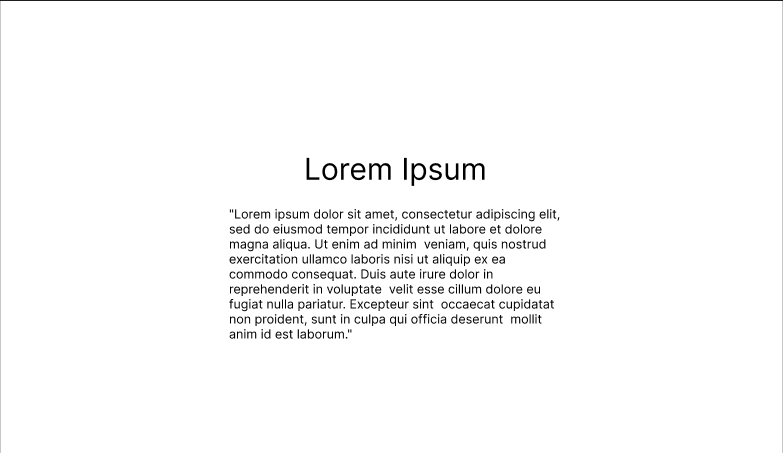 Lorem Ipsum
"Lorem ipsum dolor sit amet, consectetur adipiscing elit,
sed do eiusmod tempor incididunt ut labore et dolore
magna aliqua. Ut enim ad minim  veniam, quis nostrud
exercitation ullamco laboris nisi ut aliquip ex ea
commodo consequat. Duis aute irure dolor in
reprehenderit in voluptate  velit esse cillum dolore eu
fugiat nulla pariatur. Excepteur sint  occaecat cupidatat
non proident, sunt in culpa qui officia deserunt  mollit
anim id est laborum."